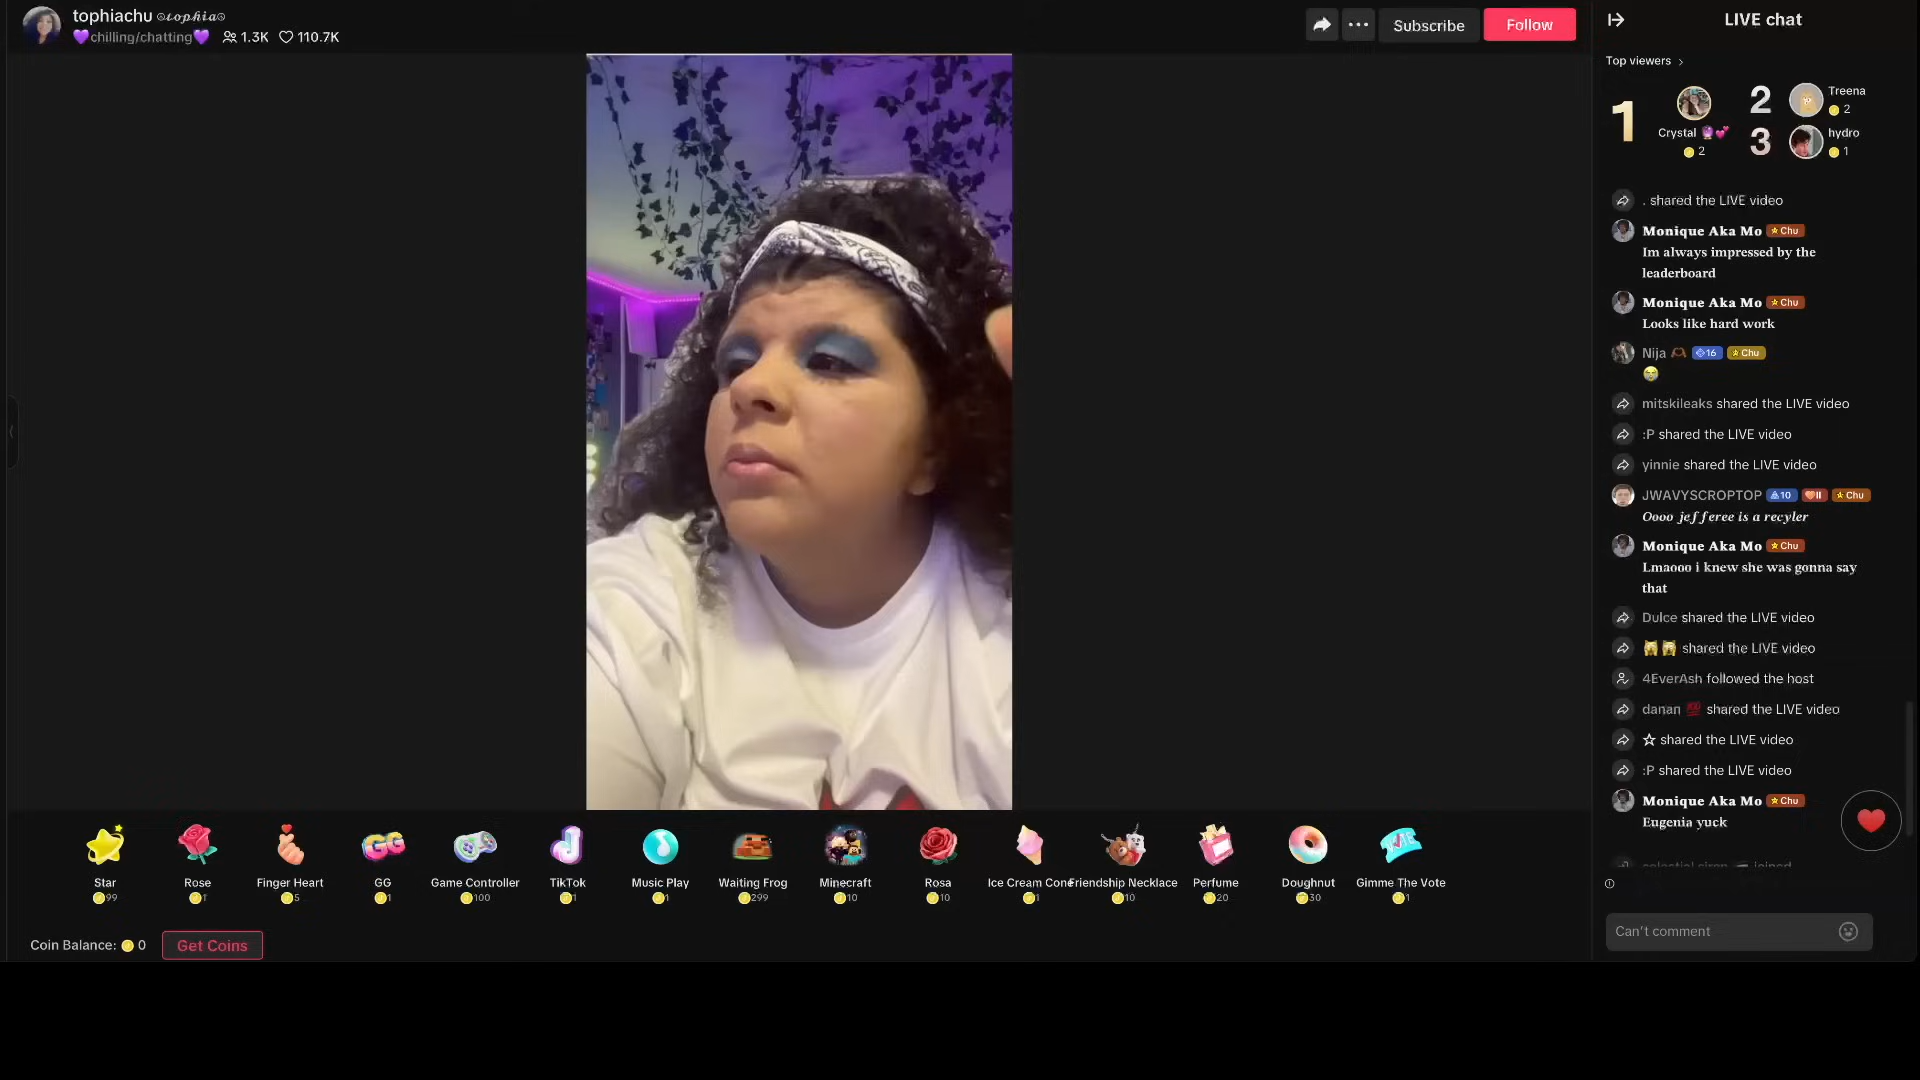 tophiachu ☺𝓽𝓸𝓹𝓱𝓲𝓪☺
💜chilling/chatting💜 1.3K 110.7K
Subscribe
Follow
LIVE chat
Top viewers
1
Crystal 🔮💕
2
2
Treena
2
3
hydro
1
. shared the LIVE video
Monique Aka Mo Chu
Im always impressed by the
leaderboard
Monique Aka Mo Chu
Looks like hard work
Nija 🫶🏾 16 Chu
😭
mitskileaks shared the LIVE video
:P shared the LIVE video
yinnie shared the LIVE video
JWAVYSCROPTOP 10 II Chu
Oooo jefferee is a recyler
Monique Aka Mo Chu
Lmaooo i knew she was gonna say
that
Dulce shared the LIVE video
🙀🙀 shared the LIVE video
4EverAsh followed the host
danan 💯 shared the LIVE video
☆ shared the LIVE video
:P shared the LIVE video
Monique Aka Mo Chu
Eugenia yuck
Can't comment
Star
99
Rose
1
Finger Heart
5
GG
GG
1
Game Controller
100
TikTok
1
Music Play
1
Waiting Frog
299
Minecraft
10
Rosa
10
Ice Cream Cone
1
Friendship Necklace
10
Perfume
20
Doughnut
30
Gimme The Vote
1
Coin Balance: 0
Get Coins